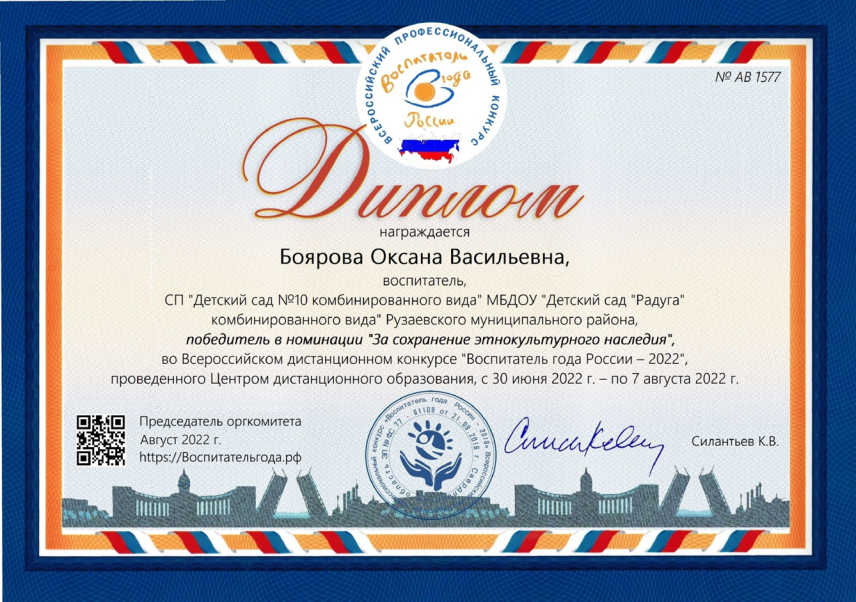 ВСЕРОССИЙСКИЙ ПРОФЕССИОНАЛЬНЫЙ КОНКУРС
Воспитатели
года
России
№ АВ 1577
Диплом
награждается
Боярова Оксана Васильевна,
воспитатель,
СП "Детский сад №10 комбинированного вида" МБДОУ "Детский сад "Радуга"
комбинированного вида" Рузаевского муниципального района,
победитель в номинации "За сохранение этнокультурного наследия",
во Всероссийском дистанционном конкурсе "Воспитатель года России – 2022",
проведенного Центром дистанционного образования, с 30 июня 2022 г. – по 7 августа 2022 г.
Председатель оргкомитета
Август 2022 г.
https://Воспитательгода.рф
Силантьев К.В.